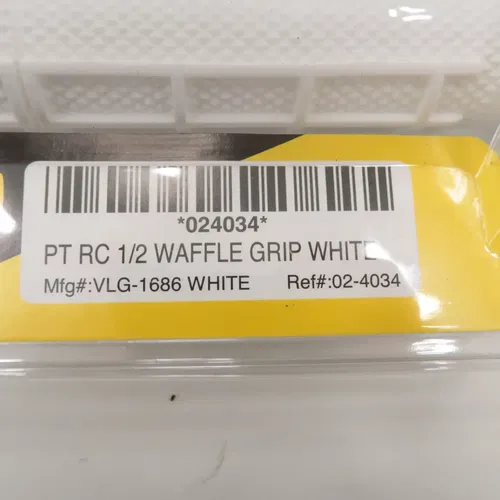 *024034*
PT RC 1/2 WAFFLE GRIP WHITE
Mfg#:VLG-1686 WHITE Ref#:02-4034